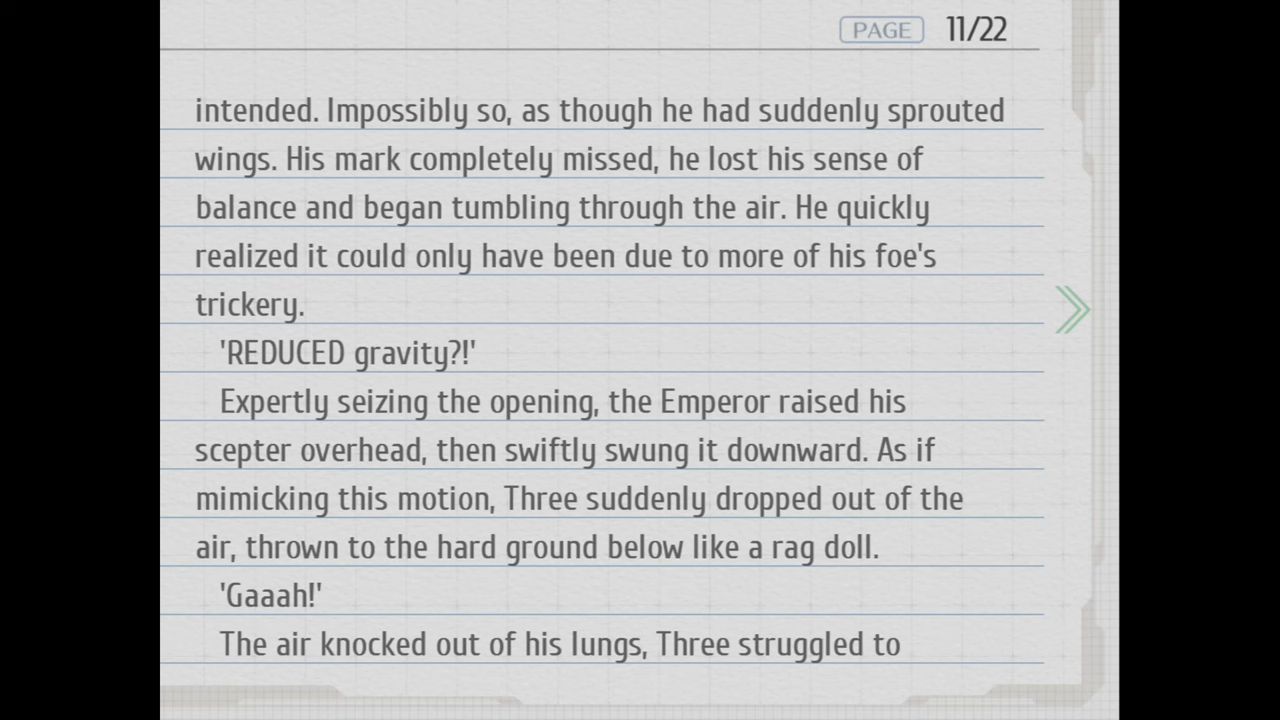 PAGE 11/22
intended. Impossibly so, as though he had suddenly sprouted
wings. His mark completely missed, he lost his sense of
balance and began tumbling through the air. He quickly
realized it could only have been due to more of his foe's
trickery.
'REDUCED gravity?!'
Expertly seizing the opening, the Emperor raised his
scepter overhead, then swiftly swung it downward. As if
mimicking this motion, Three suddenly dropped out of the
air, thrown to the hard ground below like a rag doll.
'Gaaah!'
The air knocked out of his lungs, Three struggled to